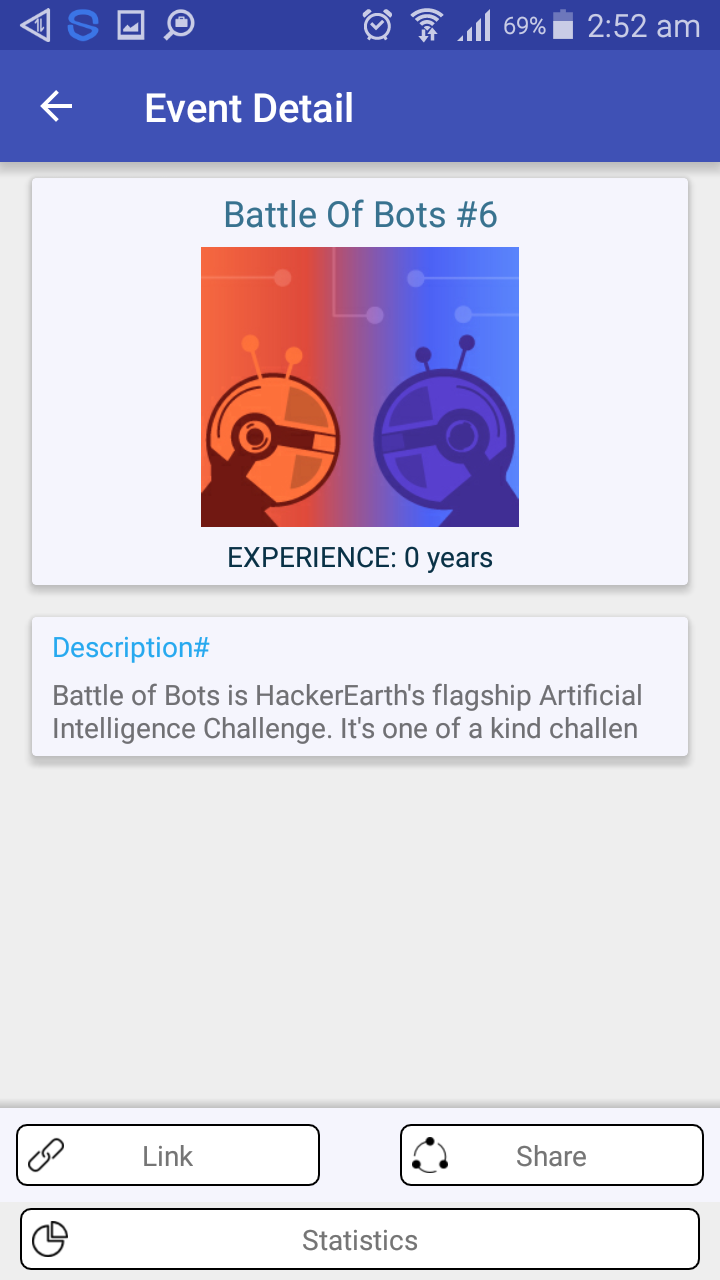 69% 2:52 am
Event Detail
Battle Of Bots #6
EXPERIENCE: 0 years
Description#
Battle of Bots is HackerEarth's flagship Artificial
Intelligence Challenge. It's one of a kind challen
Link
Share
Statistics